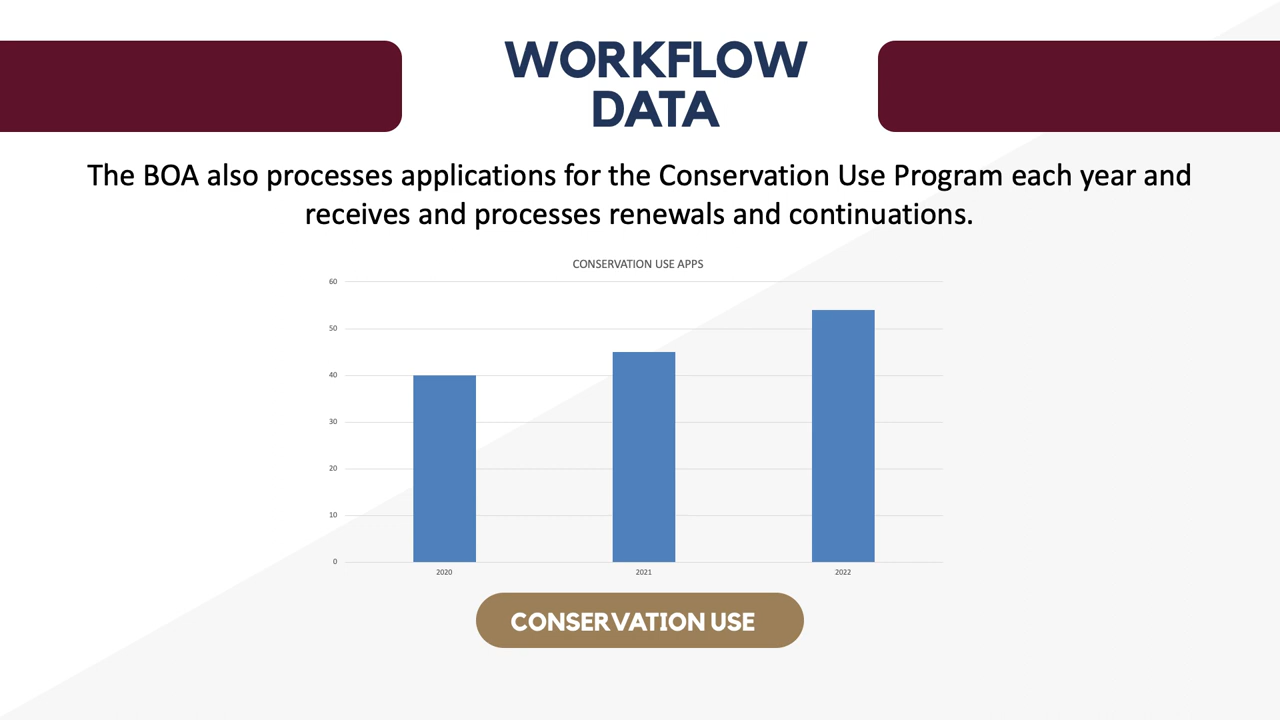 WORKFLOW
DATA
The BOA also processes applications for the Conservation Use Program each year and
receives and processes renewals and continuations.
CONSERVATION USE APPS
60
50
40
30
20
10
0
2020 2021 2022
CONSERVATION USE